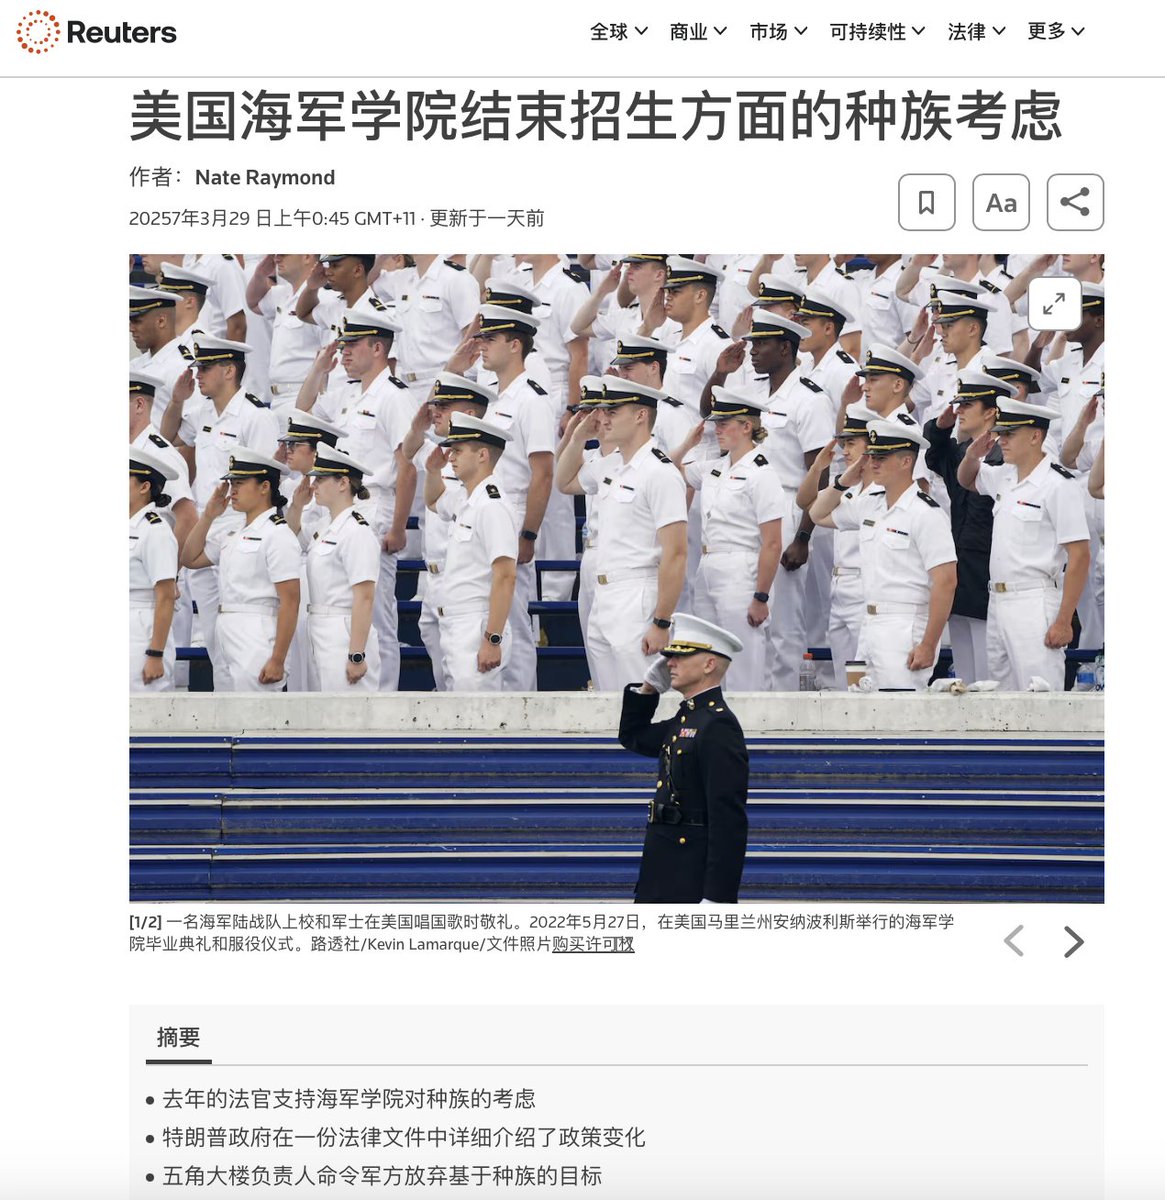 Reuters
全球 商业 市场 可持续性 法律 更多
美国海军学院结束招生方面的种族考虑
作者：Nate Raymond
20257年3月29 日上午0:45 GMT+11 · 更新于一天前
Aa
[1/2] 一名海军陆战队上校和军士在美国唱国歌时敬礼。2022年5月27日，在美国马里兰州安纳波利斯举行的海军学
院毕业典礼和服役仪式。路透社/Kevin Lamarque/文件照片购买许可权
摘要
• 去年的法官支持海军学院对种族的考虑
• 特朗普政府在一份法律文件中详细介绍了政策变化
• 五角大楼负责人命令军方放弃基于种族的目标